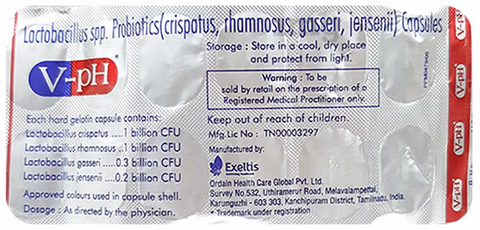 Lactobacillus spp. Probiotics(crispatus, rhamnosus, gasseri, jensenii) Capsules
V-pH
Storage : Store in a cool, dry place
and protect from light.
Warning : To be
sold by retail on the prescription of a
Registered Medical Practitioner only.
Each hard gelatin capsule contains:
Lactobacillus crispatus .....1 billion CFU
Lactobacillus rhamnosus .1 billion CFU
Lactobacillus gasseri .....0.3 billion CFU
Lactobacillus jensenii ....0.2 billion CFU
Approved colours used in capsule shell.
Dosage : As directed by the physician.
Keep out of reach of children.
Mfg.Lic No : TN00003297
Manufactured by:
Exeltis
Ordain Health Care Global Pvt. Ltd.
Survey No.532, Uthiramerur Road, Melavalampettai,
Karunguzhi - 603 303, Kanchipuram District, Tamilnadu, India.
* Trademark under registration
V-pH
V-pH
V-pH